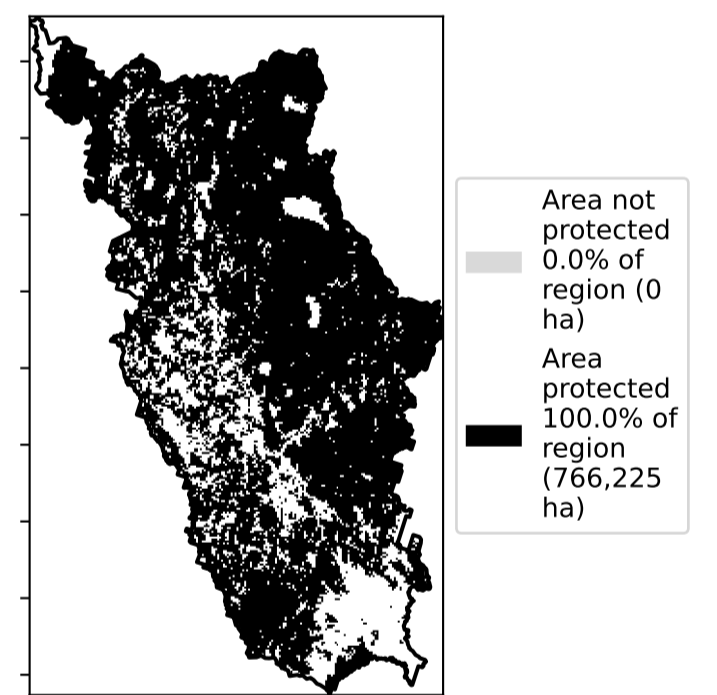 Area not
protected
0.0% of
region (0
ha)
Area
protected
100.0% of
region
(766,225
ha)